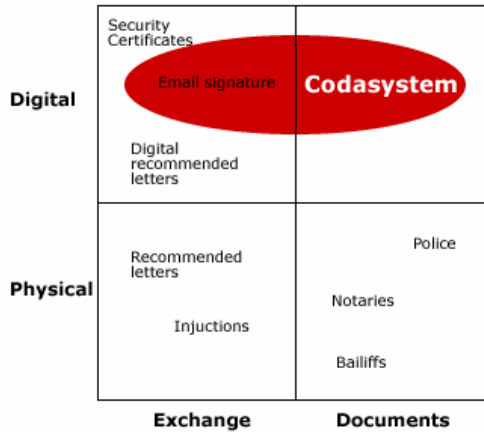 Security
Certificates
Email signature
Codasystem
Digital
Digital
recommended
letters
Recommended
letters
Police
Physical
Notaries
Injuctions
Bailiffs
Exchange
Documents